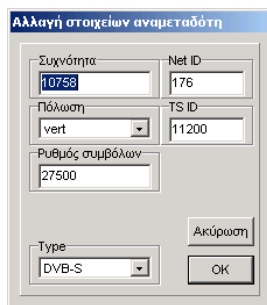 Αλλαγή στοιχείων αναμεταδότη
Συχνότητα
10758
Net ID
176
Πόλωση
vert
TS ID
11200
Ρυθμός συμβόλων
27500
Ακύρωση
Type
DVB-S
OK